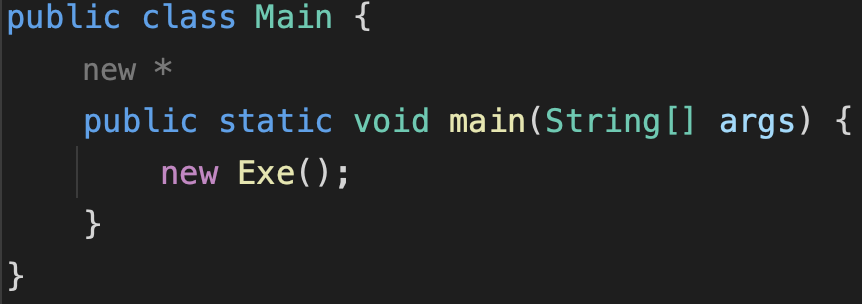 public class Main {
new *
public static void main(String[] args) {
new Exe();
}
}